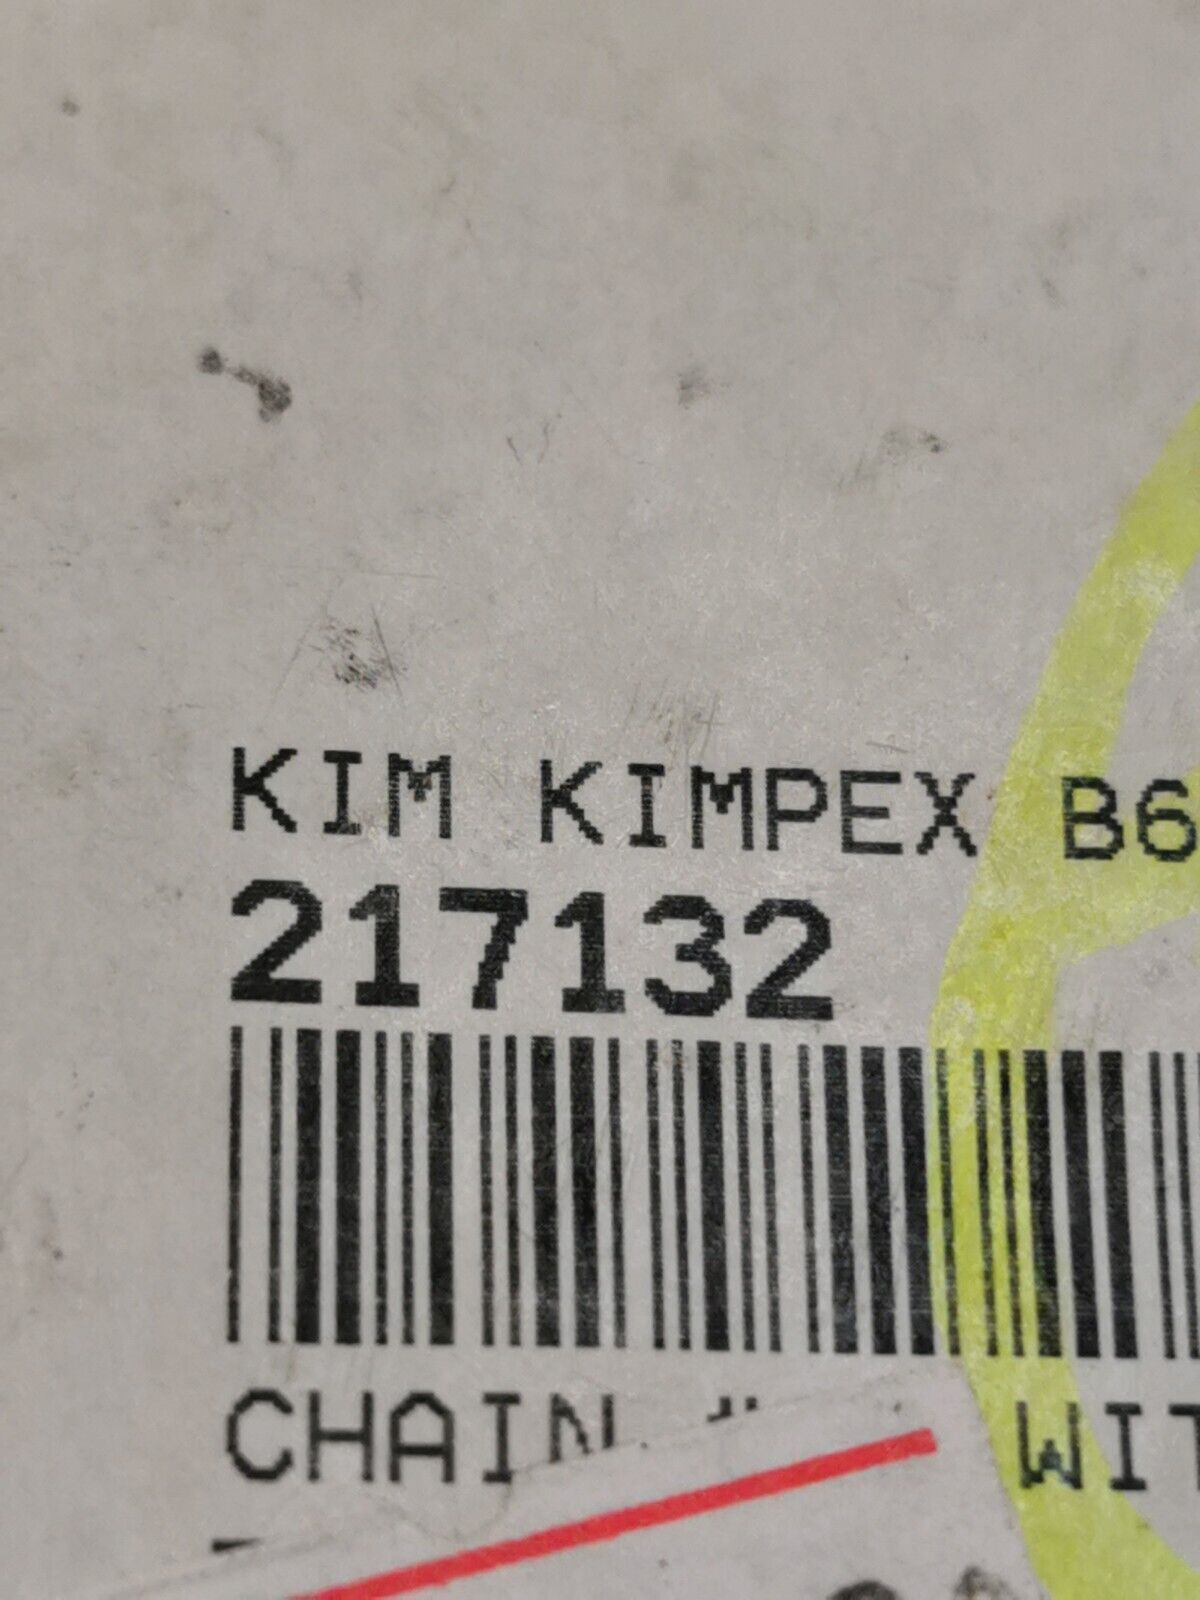 KIM KIMPEX B6
217132
CHAIN WIT